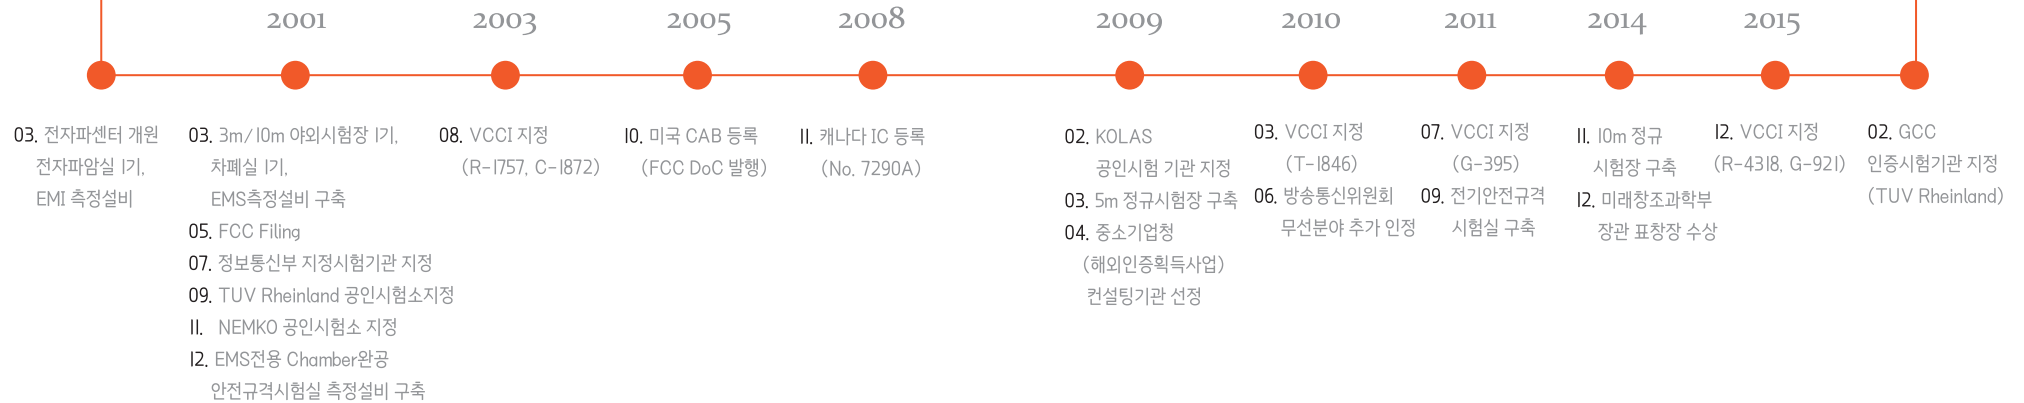 03. 전자파센터 개원
전자파암실 1기,
EMI 측정설비
2001
03. 3m/10m 야외시험장 1기,
차폐실 1기,
EMS측정설비 구축
05. FCC Filing
07. 정보통신부 지정시험기관 지정
09. TUV Rheinland 공인시험소지정
11. NEMKO 공인시험소 지정
12. EMS전용 Chamber완공
안전규격시험실 측정설비 구축
2003
08. VCCI 지정
(R-1757, C-1872)
2005
10. 미국 CAB 등록
(FCC DoC 발행)
2008
11. 캐나다 IC 등록
(No. 7290A)
2009
02. KOLAS
공인시험 기관 지정
03. 5m 정규시험장 구축
04. 중소기업청
(해외인증획득사업)
컨설팅기관 선정
2010
03. VCCI 지정
(T-1846)
06. 방송통신위원회
무선분야 추가 인정
2011
07. VCCI 지정
(G-395)
09. 전기안전규격
시험실 구축
2014
11. 10m 정규
시험장 구축
12. 미래창조과학부
장관 표창장 수상
2015
12. VCCI 지정
(R-4318, G-921)
02. GCC
인증시험기관 지정
(TUV Rheinland)